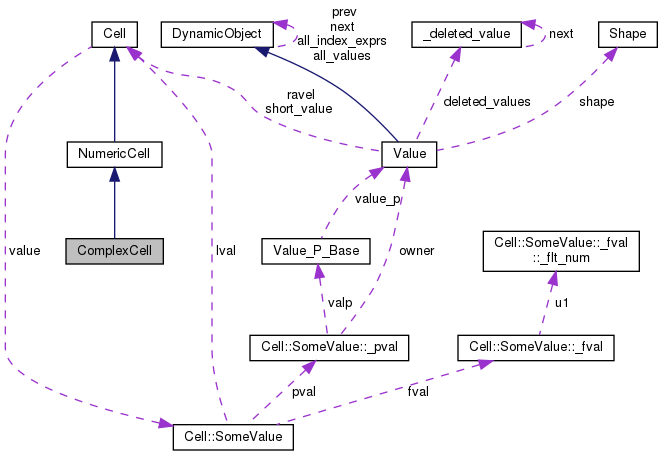 prev
next
all_index_exprs
all_values
Cell
DynamicObject
_deleted_value
next
Shape
ravel
short_value
deleted_values
shape
NumericCell
Value
value_p
ComplexCell
value
lval
Value_P_Base
owner
Cell::SomeValue::_fval
::_flt_num
valp
u1
Cell::SomeValue::_pval
Cell::SomeValue::_fval
pval
fval
Cell::SomeValue